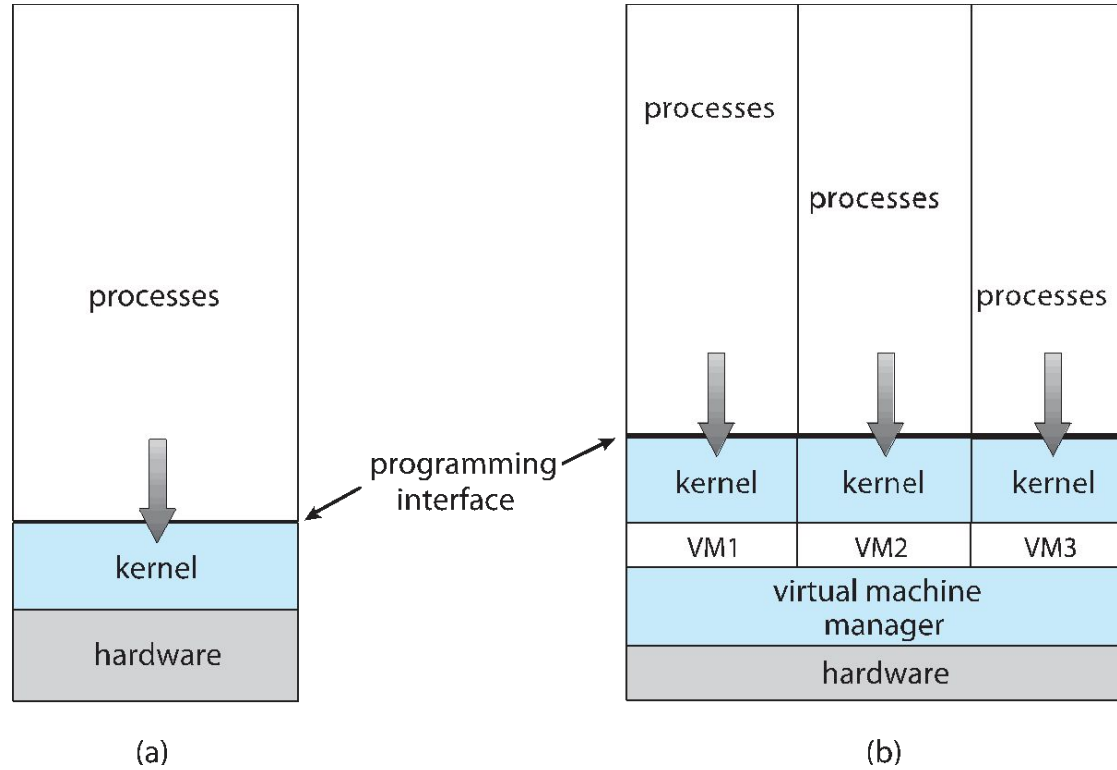 processes
kernel
hardware
(a)
programming
interface
processes
processes
processes
kernel
kernel
kernel
VM1
VM2
VM3
virtual machine
manager
hardware
(b)